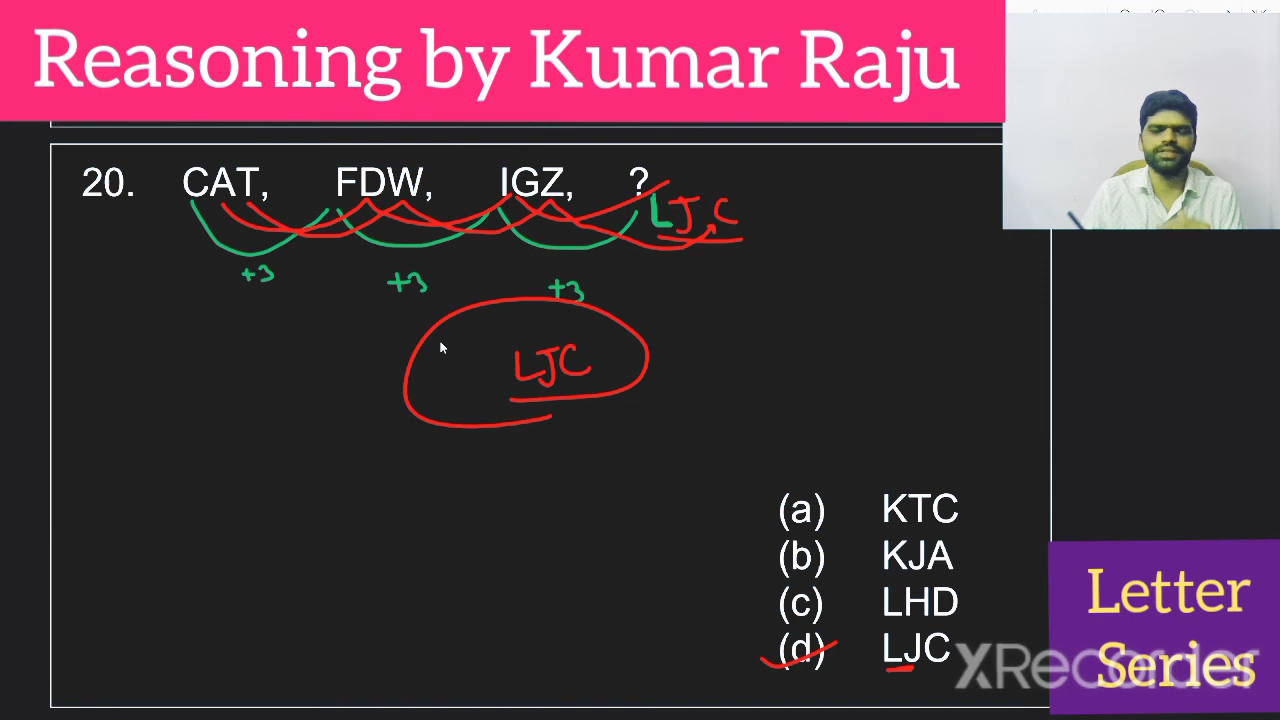 Reasoning by Kumar Raju
20. CAT, FDW, IGZ, ?
LJC
+3 +3 +3
LJC
(a) KTC
(b) KJA
(c) LHD
(d) LJC
Letter
Series
XRecorder